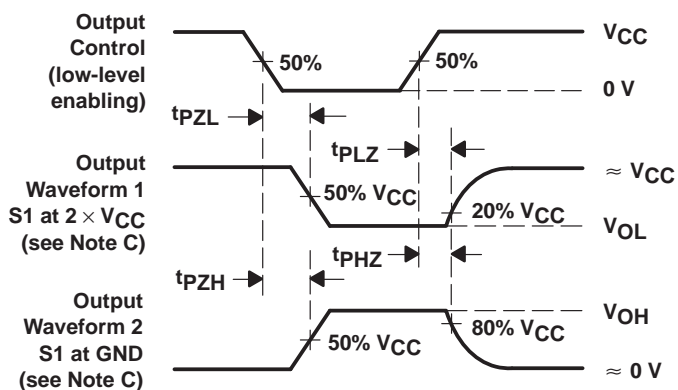 Output
Control
(low-level
enabling)
50%
50%
VCC
0 V
tPZL
tPLZ
Output
Waveform 1
S1 at 2 × VCC
(see Note C)
50% VCC
20% VCC
≈ VCC
VOL
tPZH
tPHZ
Output
Waveform 2
S1 at GND
(see Note C)
50% VCC
80% VCC
VOH
≈ 0 V